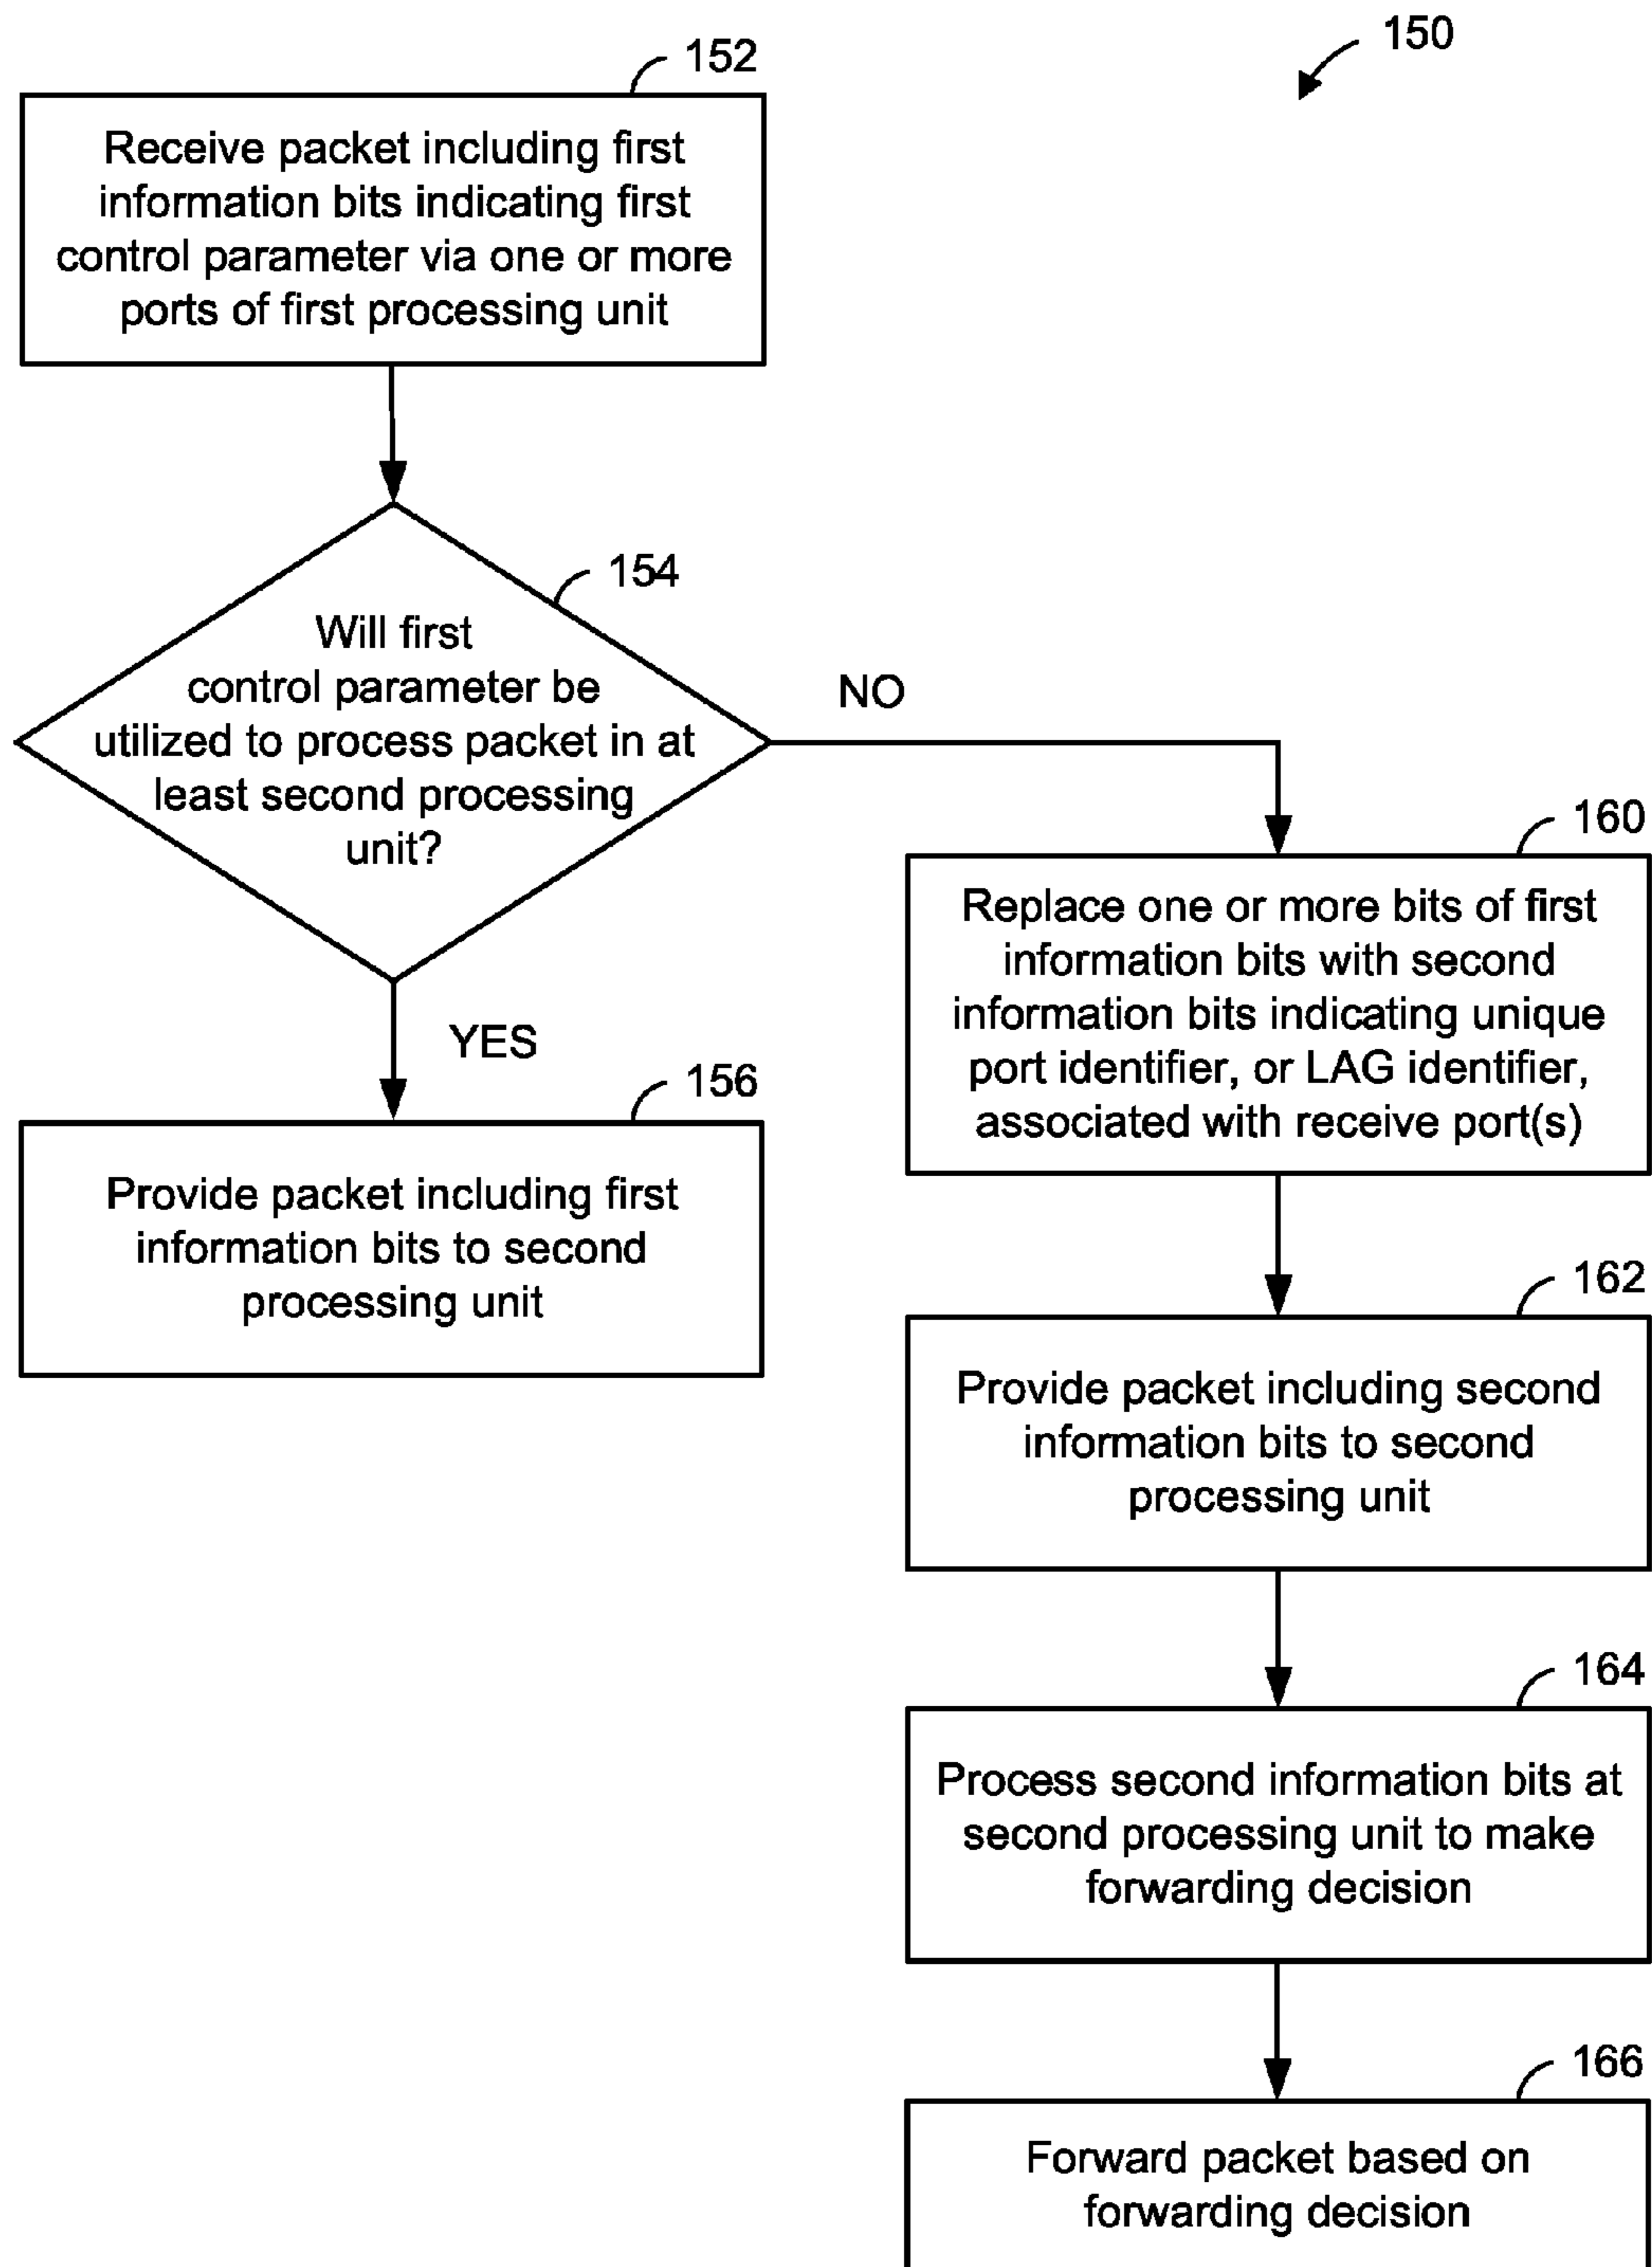 150
152
Receive packet including first
information bits indicating first
control parameter via one or more
ports of first processing unit
154
Will first
control parameter be
utilized to process packet in at
least second processing
unit?
NO
YES
156
Provide packet including first
information bits to second
processing unit
160
Replace one or more bits of first
information bits with second
information bits indicating unique
port identifier, or LAG identifier,
associated with receive port(s)
162
Provide packet including second
information bits to second
processing unit
164
Process second information bits at
second processing unit to make
forwarding decision
166
Forward packet based on
forwarding decision